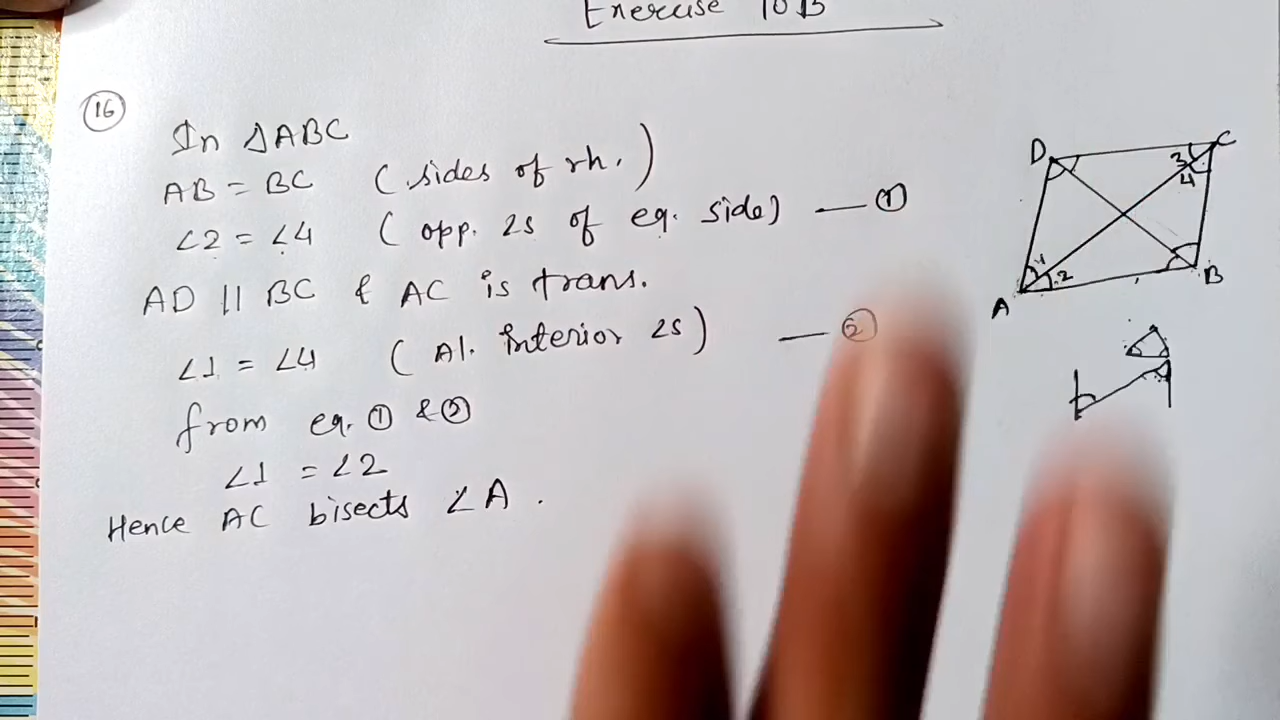 Exercise 10B
16
In ΔABC
AB = BC (sides of rh.)
∠2 = ∠4 (opp. ∠s of eq. side) — ①
AD || BC & AC is trans.
∠1 = ∠4 (Al. interior ∠s) — ②
from eq. ① & ②
∠1 = ∠2
Hence AC bisects ∠A.
D
C
3
4
1
2
A
B